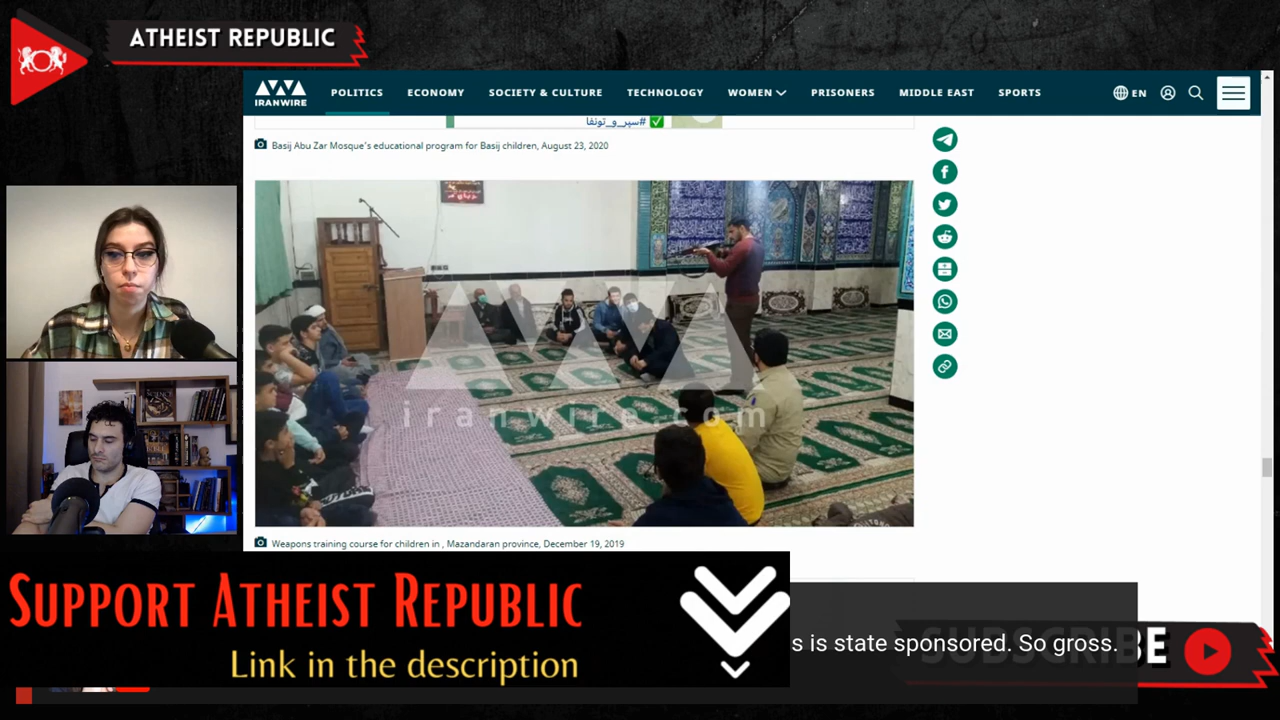 ATHEIST REPUBLIC
IRANWIRE
POLITICS ECONOMY SOCIETY & CULTURE TECHNOLOGY WOMEN PRISONERS MIDDLE EAST SPORTS EN
#سپر_و_توتفا
Basij Abu Zar Mosque's educational program for Basij children, August 23, 2020
iranwire.com
Weapons training course for children in , Mazandaran province, December 19, 2019
SUPPORT ATHEIST REPUBLIC
Link in the description
s is state sponsored. So gross.
SUBSCRIBE